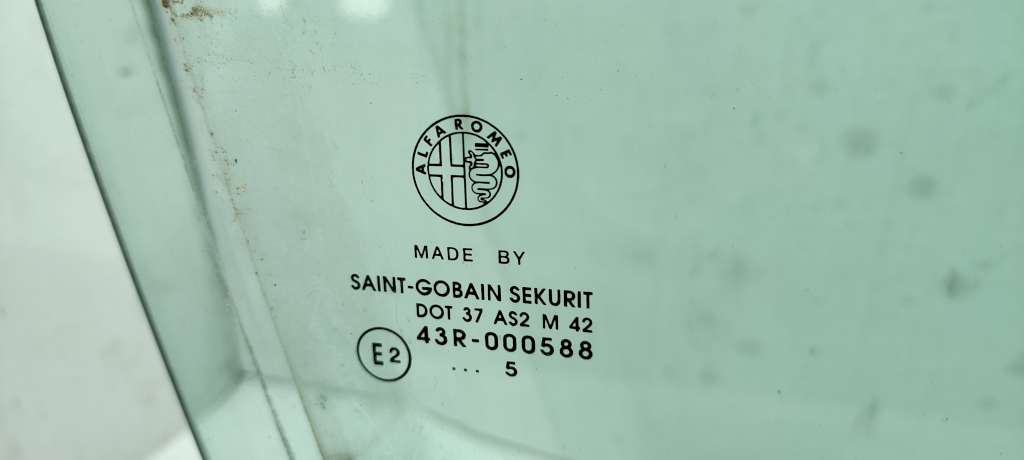 ALFA ROMEO
MADE BY
SAINT-GOBAIN SEKURIT
DOT 37 AS2 M 42
43R-000588
E2
... 5